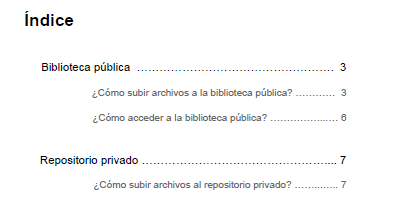 Índice
Biblioteca pública ……………………………………………. 3
¿Cómo subir archivos a la biblioteca pública? ………… 3
¿Cómo acceder a la biblioteca pública? ………………... 6
Repositorio privado …………………………………………... 7
¿Cómo subir archivos al repositorio privado? …………... 7